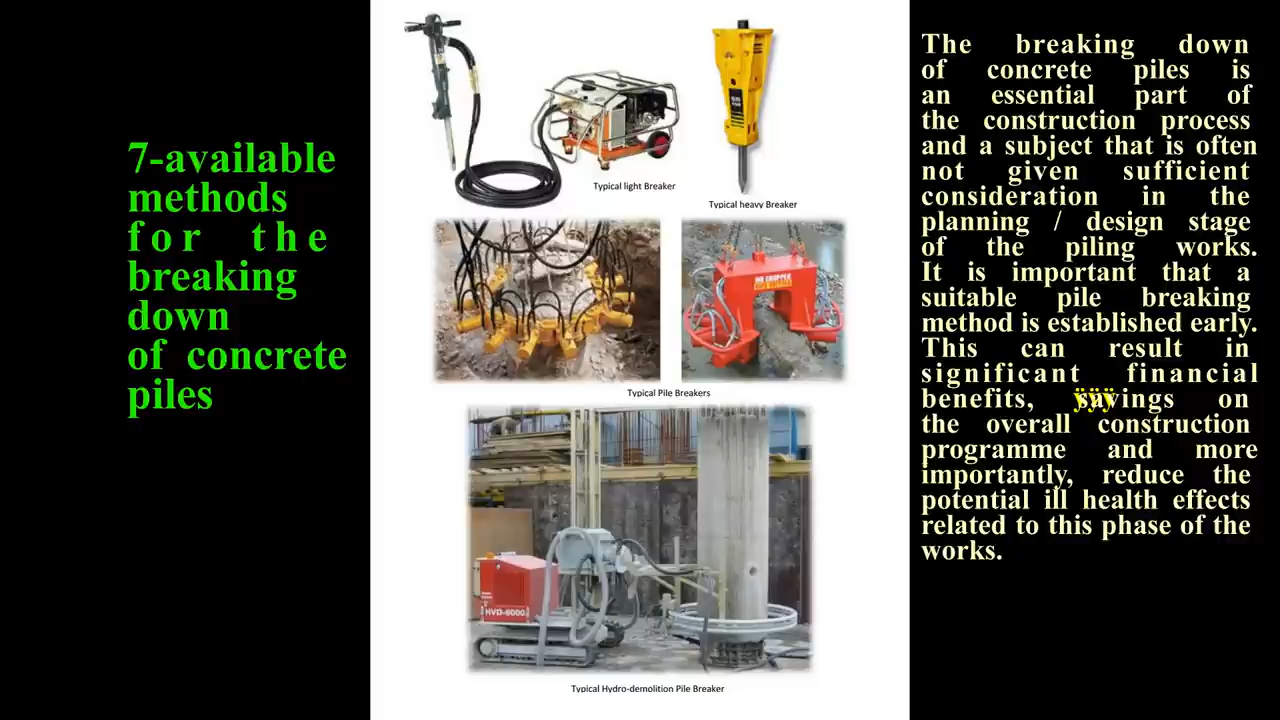 7-available
methods
for the
breaking
down
of concrete
piles
Typical light Breaker
Typical heavy Breaker
Typical Pile Breakers
HVD-6000
Typical Hydro-demolition Pile Breaker
The breaking down
of concrete piles is
an essential part of
the construction process
and a subject that is often
not given sufficient
consideration in the
planning / design stage
of the piling works.
It is important that a
suitable pile breaking
method is established early.
This can result in
significant financial
benefits, savings on
ÿÿÿ
the overall construction
programme and more
importantly, reduce the
potential ill health effects
related to this phase of the
works.